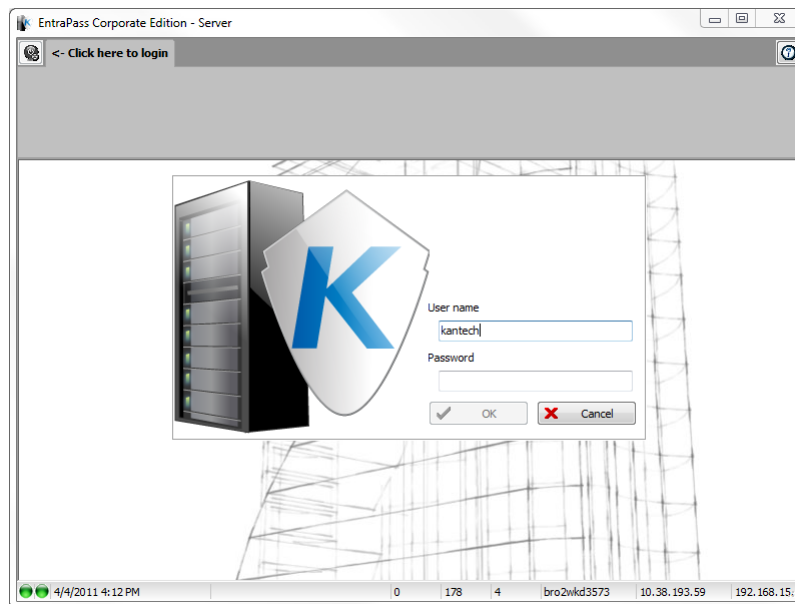 EntraPass Corporate Edition - Server
<- Click here to login
K
User name
kantech
Password
OK
Cancel
4/4/2011 4:12 PM 0 178 4 bro2wkd3573 10.38.193.59 192.168.15.